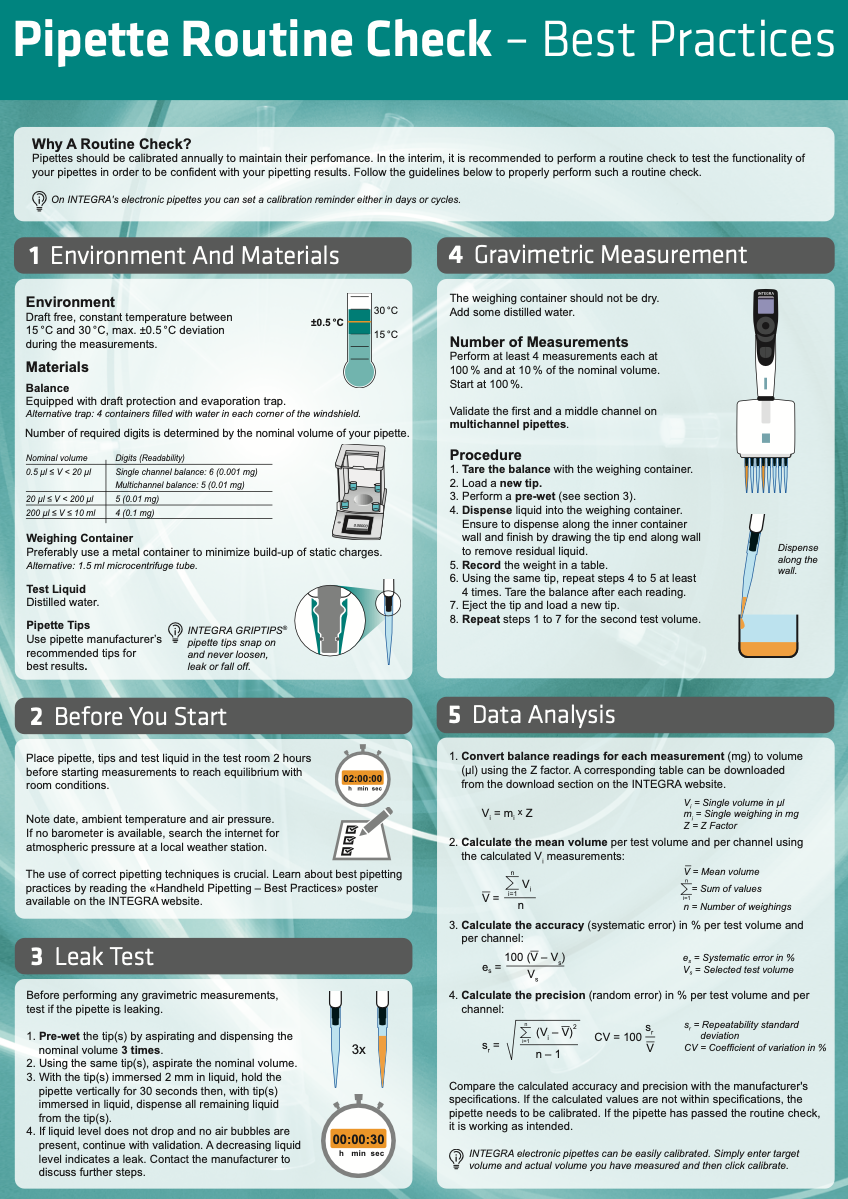 Pipette Routine Check – Best Practices
Why A Routine Check?
Pipettes should be calibrated annually to maintain their perfomance. In the interim, it is recommended to perform a routine check to test the functionality of
your pipettes in order to be confident with your pipetting results. Follow the guidelines below to properly perform such a routine check.
On INTEGRA's electronic pipettes you can set a calibration reminder either in days or cycles.
1 Environment And Materials
Environment
Draft free, constant temperature between
15 °C and 30 °C, max. ±0.5 °C deviation
during the measurements.
±0.5 °C
30 °C
15 °C
Materials
Balance
Equipped with draft protection and evaporation trap.
Alternative trap: 4 containers filled with water in each corner of the windshield.
Number of required digits is determined by the nominal volume of your pipette.
Nominal volume Digits (Readability)
0.5 µl ≤ V < 20 µl Single channel balance: 6 (0.001 mg)
Multichannel balance: 5 (0.01 mg)
20 µl ≤ V < 200 µl 5 (0.01 mg)
200 µl ≤ V ≤ 10 ml 4 (0.1 mg)
Weighing Container
Preferably use a metal container to minimize build-up of static charges.
Alternative: 1.5 ml microcentrifuge tube.
Test Liquid
Distilled water.
Pipette Tips
Use pipette manufacturer's
recommended tips for
best results.
INTEGRA GRIPTIPS®
pipette tips snap on
and never loosen,
leak or fall off.
2 Before You Start
Place pipette, tips and test liquid in the test room 2 hours
before starting measurements to reach equilibrium with
room conditions.
02:00:00
h min sec
Note date, ambient temperature and air pressure.
If no barometer is available, search the internet for
atmospheric pressure at a local weather station.
The use of correct pipetting techniques is crucial. Learn about best pipetting
practices by reading the «Handheld Pipetting – Best Practices» poster
available on the INTEGRA website.
3 Leak Test
Before performing any gravimetric measurements,
test if the pipette is leaking.
1. Pre-wet the tip(s) by aspirating and dispensing the
nominal volume 3 times.
2. Using the same tip(s), aspirate the nominal volume.
3. With the tip(s) immersed 2 mm in liquid, hold the
pipette vertically for 30 seconds then, with tip(s)
immersed in liquid, dispense all remaining liquid
from the tip(s).
4. If liquid level does not drop and no air bubbles are
present, continue with validation. A decreasing liquid
level indicates a leak. Contact the manufacturer to
discuss further steps.
3x
00:00:30
h min sec
4 Gravimetric Measurement
The weighing container should not be dry.
Add some distilled water.
INTEGRA
Number of Measurements
Perform at least 4 measurements each at
100 % and at 10 % of the nominal volume.
Start at 100 %.
Validate the first and a middle channel on
multichannel pipettes.
Procedure
1. Tare the balance with the weighing container.
2. Load a new tip.
3. Perform a pre-wet (see section 3).
4. Dispense liquid into the weighing container.
Ensure to dispense along the inner container
wall and finish by drawing the tip end along wall
to remove residual liquid.
5. Record the weight in a table.
6. Using the same tip, repeat steps 4 to 5 at least
4 times. Tare the balance after each reading.
7. Eject the tip and load a new tip.
8. Repeat steps 1 to 7 for the second test volume.
Dispense
along the
wall.
5 Data Analysis
1. Convert balance readings for each measurement (mg) to volume
(µl) using the Z factor. A corresponding table can be downloaded
from the download section on the INTEGRA website.
Vᵢ = mᵢ x Z
Vᵢ = Single volume in µl
mᵢ = Single weighing in mg
Z = Z Factor
2. Calculate the mean volume per test volume and per channel using
the calculated Vᵢ measurements:
V̅ = n∑i=1 Vᵢ / n
V̅ = Mean volume
n∑i=1 = Sum of values
n = Number of weighings
3. Calculate the accuracy (systematic error) in % per test volume and
per channel:
eₛ = 100 (V̅ – Vₛ) / Vₛ
eₛ = Systematic error in %
Vₛ = Selected test volume
4. Calculate the precision (random error) in % per test volume and per
channel:
sᵣ = √ n∑i=1 (Vᵢ – V̅)² / n – 1 CV = 100 sᵣ / V̅
sᵣ = Repeatability standard
deviation
CV = Coefficient of variation in %
Compare the calculated accuracy and precision with the manufacturer's
specifications. If the calculated values are not within specifications, the
pipette needs to be calibrated. If the pipette has passed the routine check,
it is working as intended.
INTEGRA electronic pipettes can be easily calibrated. Simply enter target
volume and actual volume you have measured and then click calibrate.